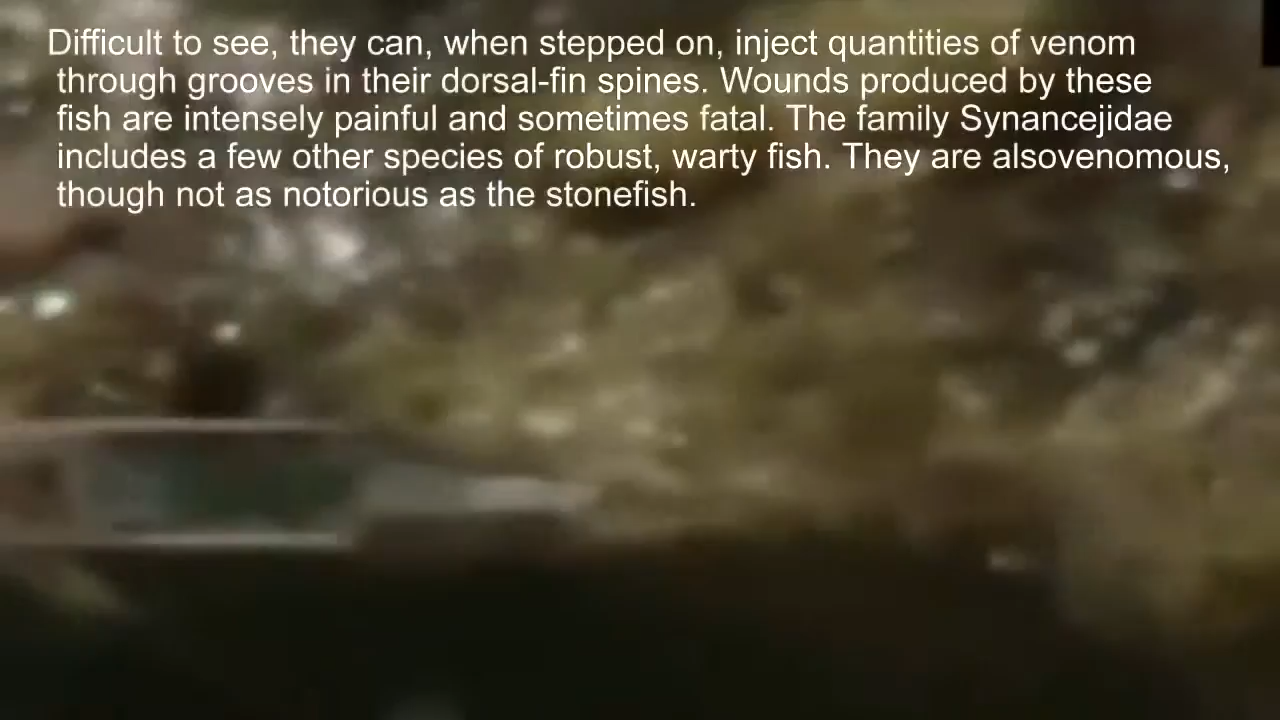 Difficult to see, they can, when stepped on, inject quantities of venom
through grooves in their dorsal-fin spines. Wounds produced by these
fish are intensely painful and sometimes fatal. The family Synancejidae
includes a few other species of robust, warty fish. They are alsovenomous,
though not as notorious as the stonefish.